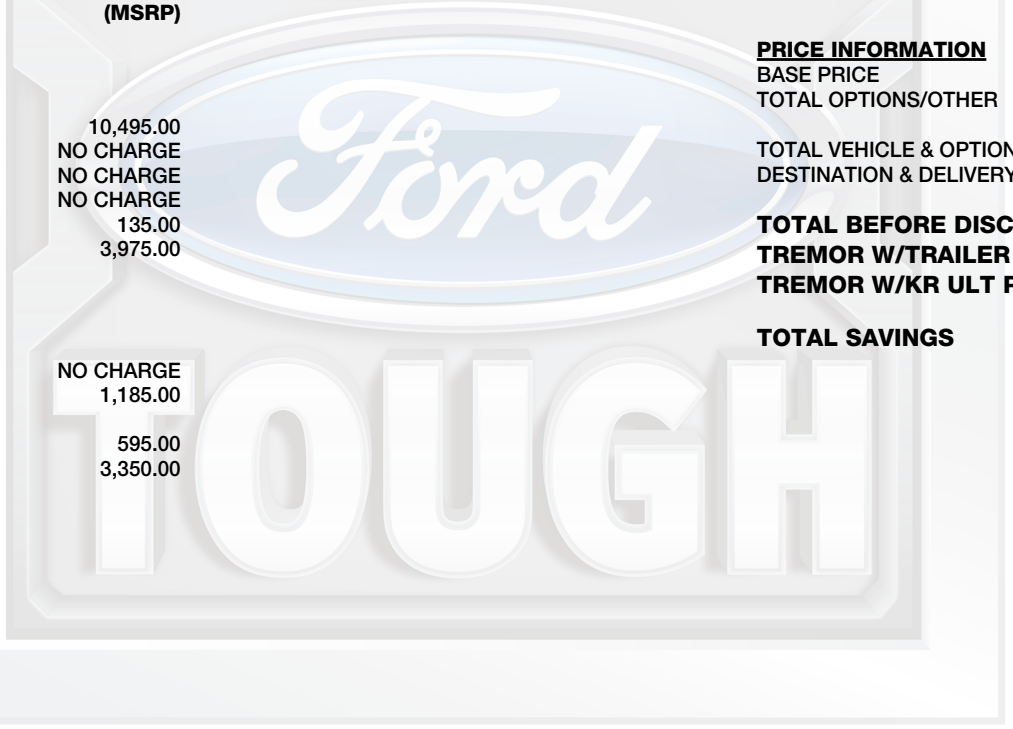 (MSRP)
10,495.00
NO CHARGE
NO CHARGE
NO CHARGE
135.00
3,975.00
NO CHARGE
1,185.00
595.00
3,350.00
PRICE INFORMATION
BASE PRICE
TOTAL OPTIONS/OTHER
TOTAL VEHICLE & OPTION
DESTINATION & DELIVERY
TOTAL BEFORE DISC
TREMOR W/TRAILER
TREMOR W/KR ULT P
TOTAL SAVINGS
Ford
TOUGH